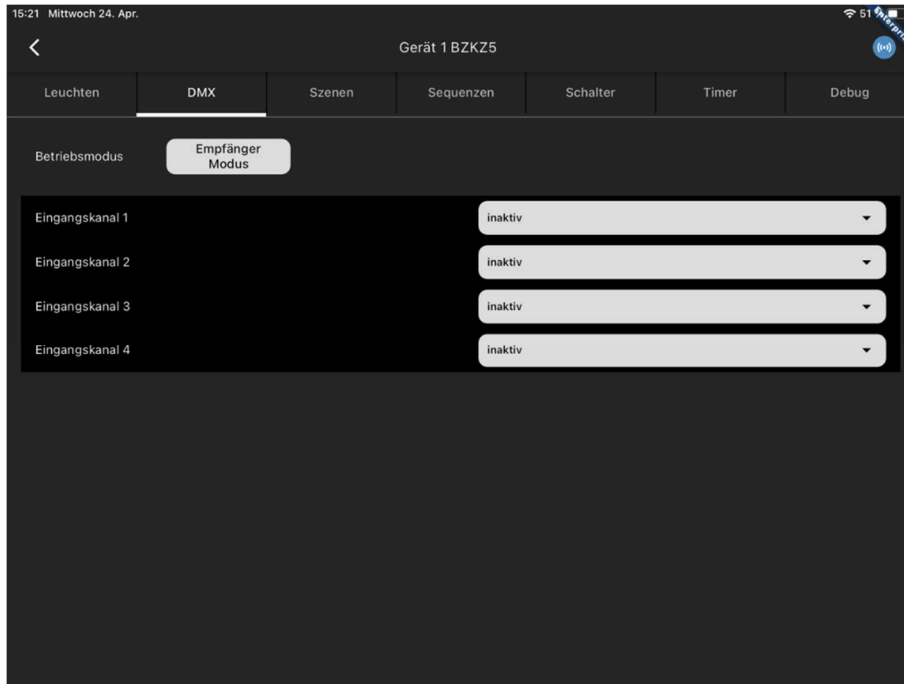 15:21 Mittwoch 24. Apr.
51
Gerät 1 BZKZ5
Leuchten DMX Szenen Sequenzen Schalter Timer Debug
Betriebsmodus
Empfänger
Modus
Eingangskanal 1 inaktiv
Eingangskanal 2 inaktiv
Eingangskanal 3 inaktiv
Eingangskanal 4 inaktiv